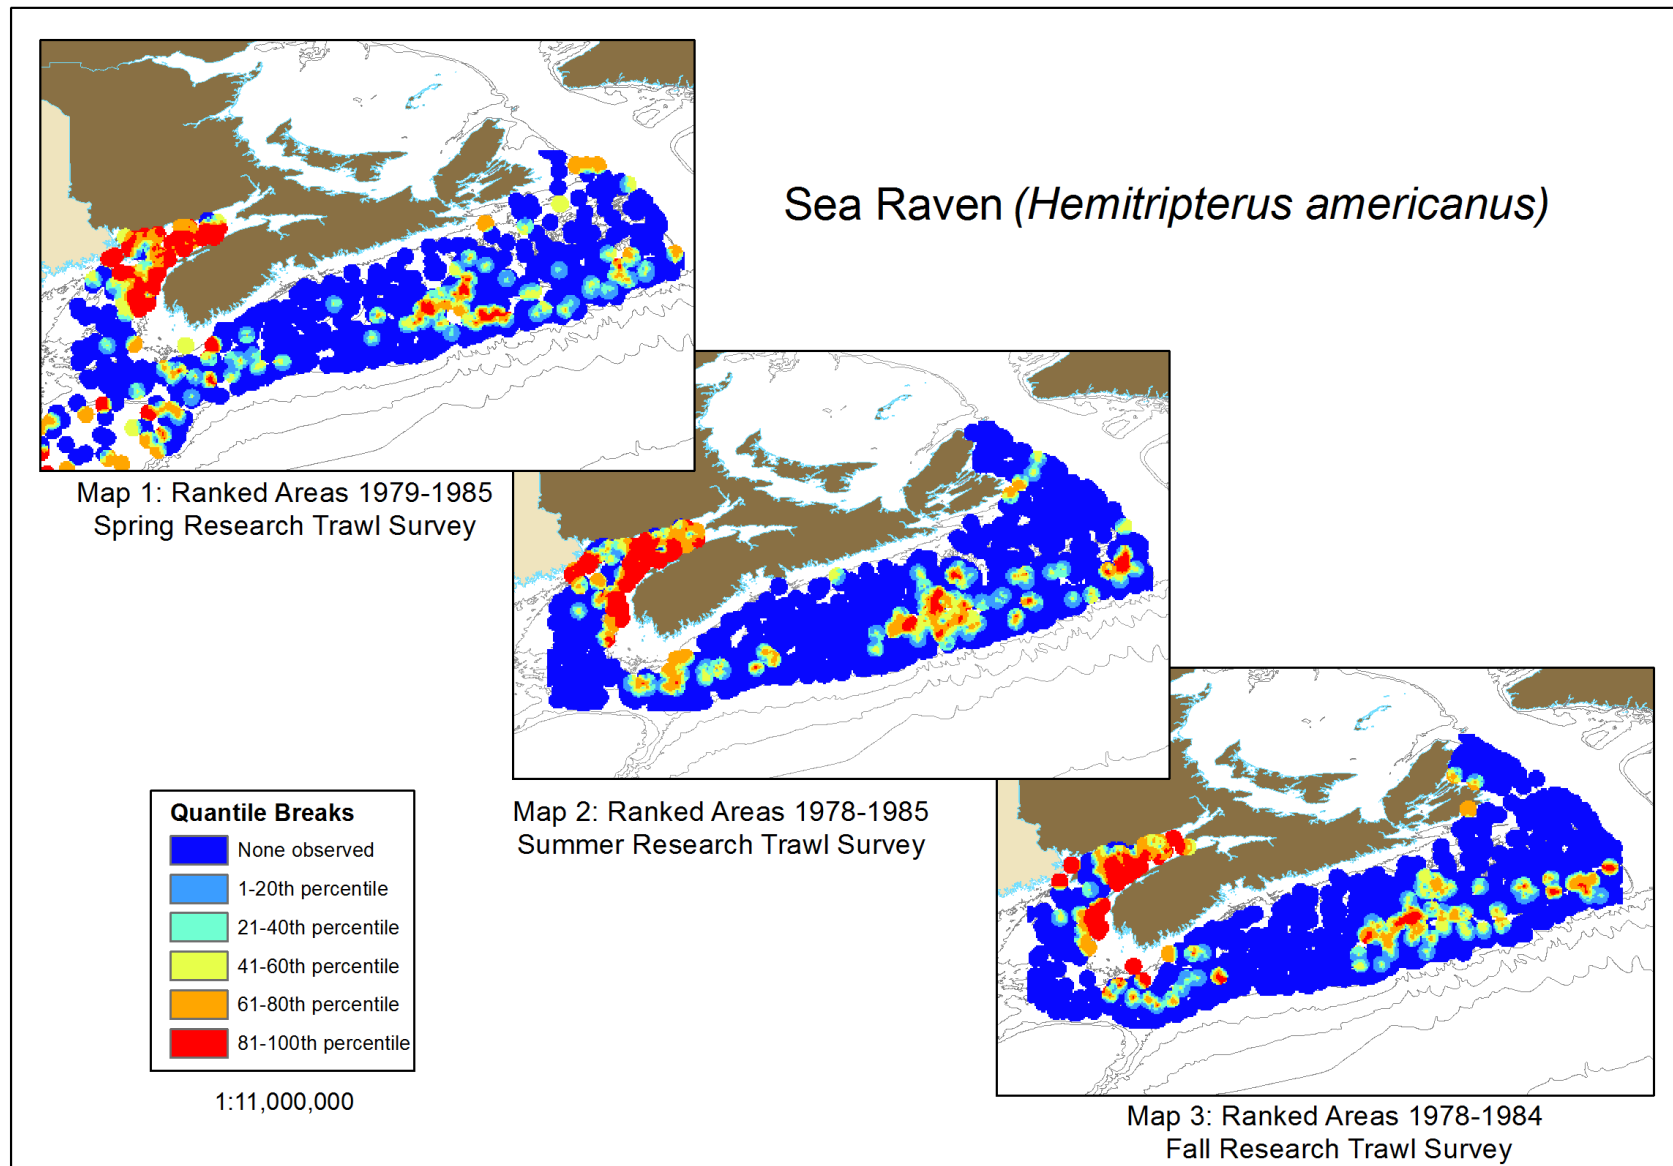 Sea Raven (Hemitripterus americanus)
Map 1: Ranked Areas 1979-1985
Spring Research Trawl Survey
Map 2: Ranked Areas 1978-1985
Summer Research Trawl Survey
Quantile Breaks
None observed
1-20th percentile
21-40th percentile
41-60th percentile
61-80th percentile
81-100th percentile
1:11,000,000
Map 3: Ranked Areas 1978-1984
Fall Research Trawl Survey